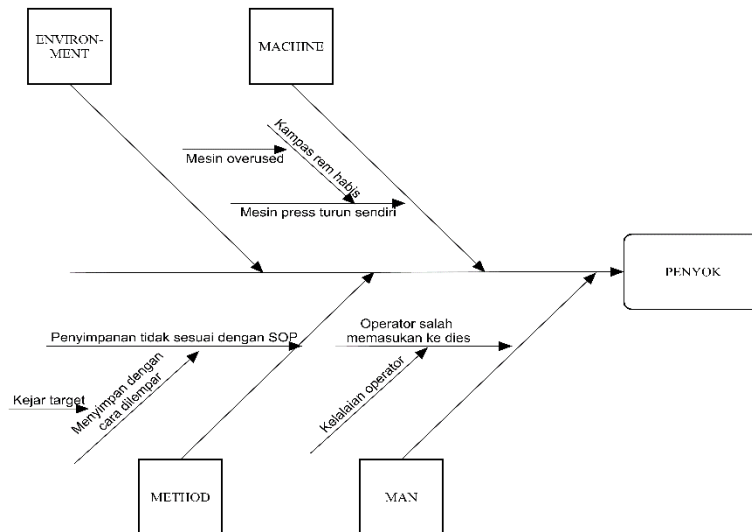 ENVIRON-
MENT
MACHINE
Kampas rem habis
Mesin overused
Mesin press turun sendiri
PENYOK
Penyimpanan tidak sesuai dengan SOP
Operator salah
memasukan ke dies
Menyimpan dengan
cara dilempar
Kejar target
Kelalaian operator
METHOD
MAN